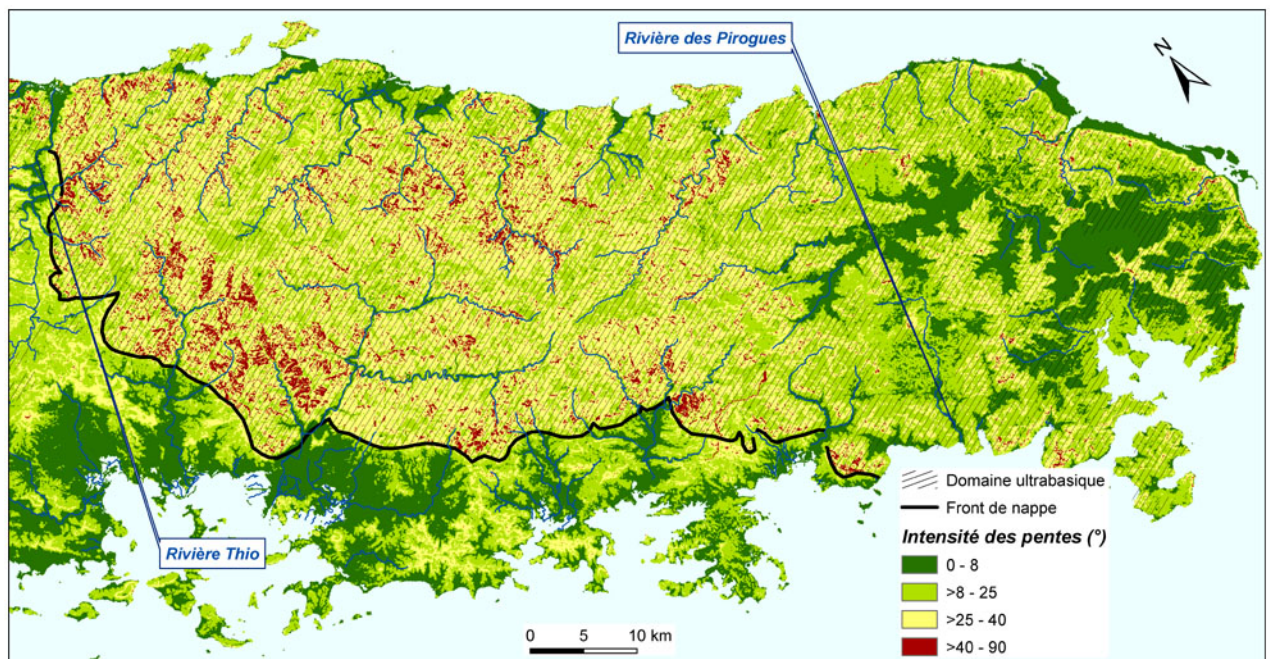 Rivière des Pirogues
N
Rivière Thio
0 5 10 km
Domaine ultrabasique
Front de nappe
Intensité des pentes (°)
0 - 8
>8 - 25
>25 - 40
>40 - 90